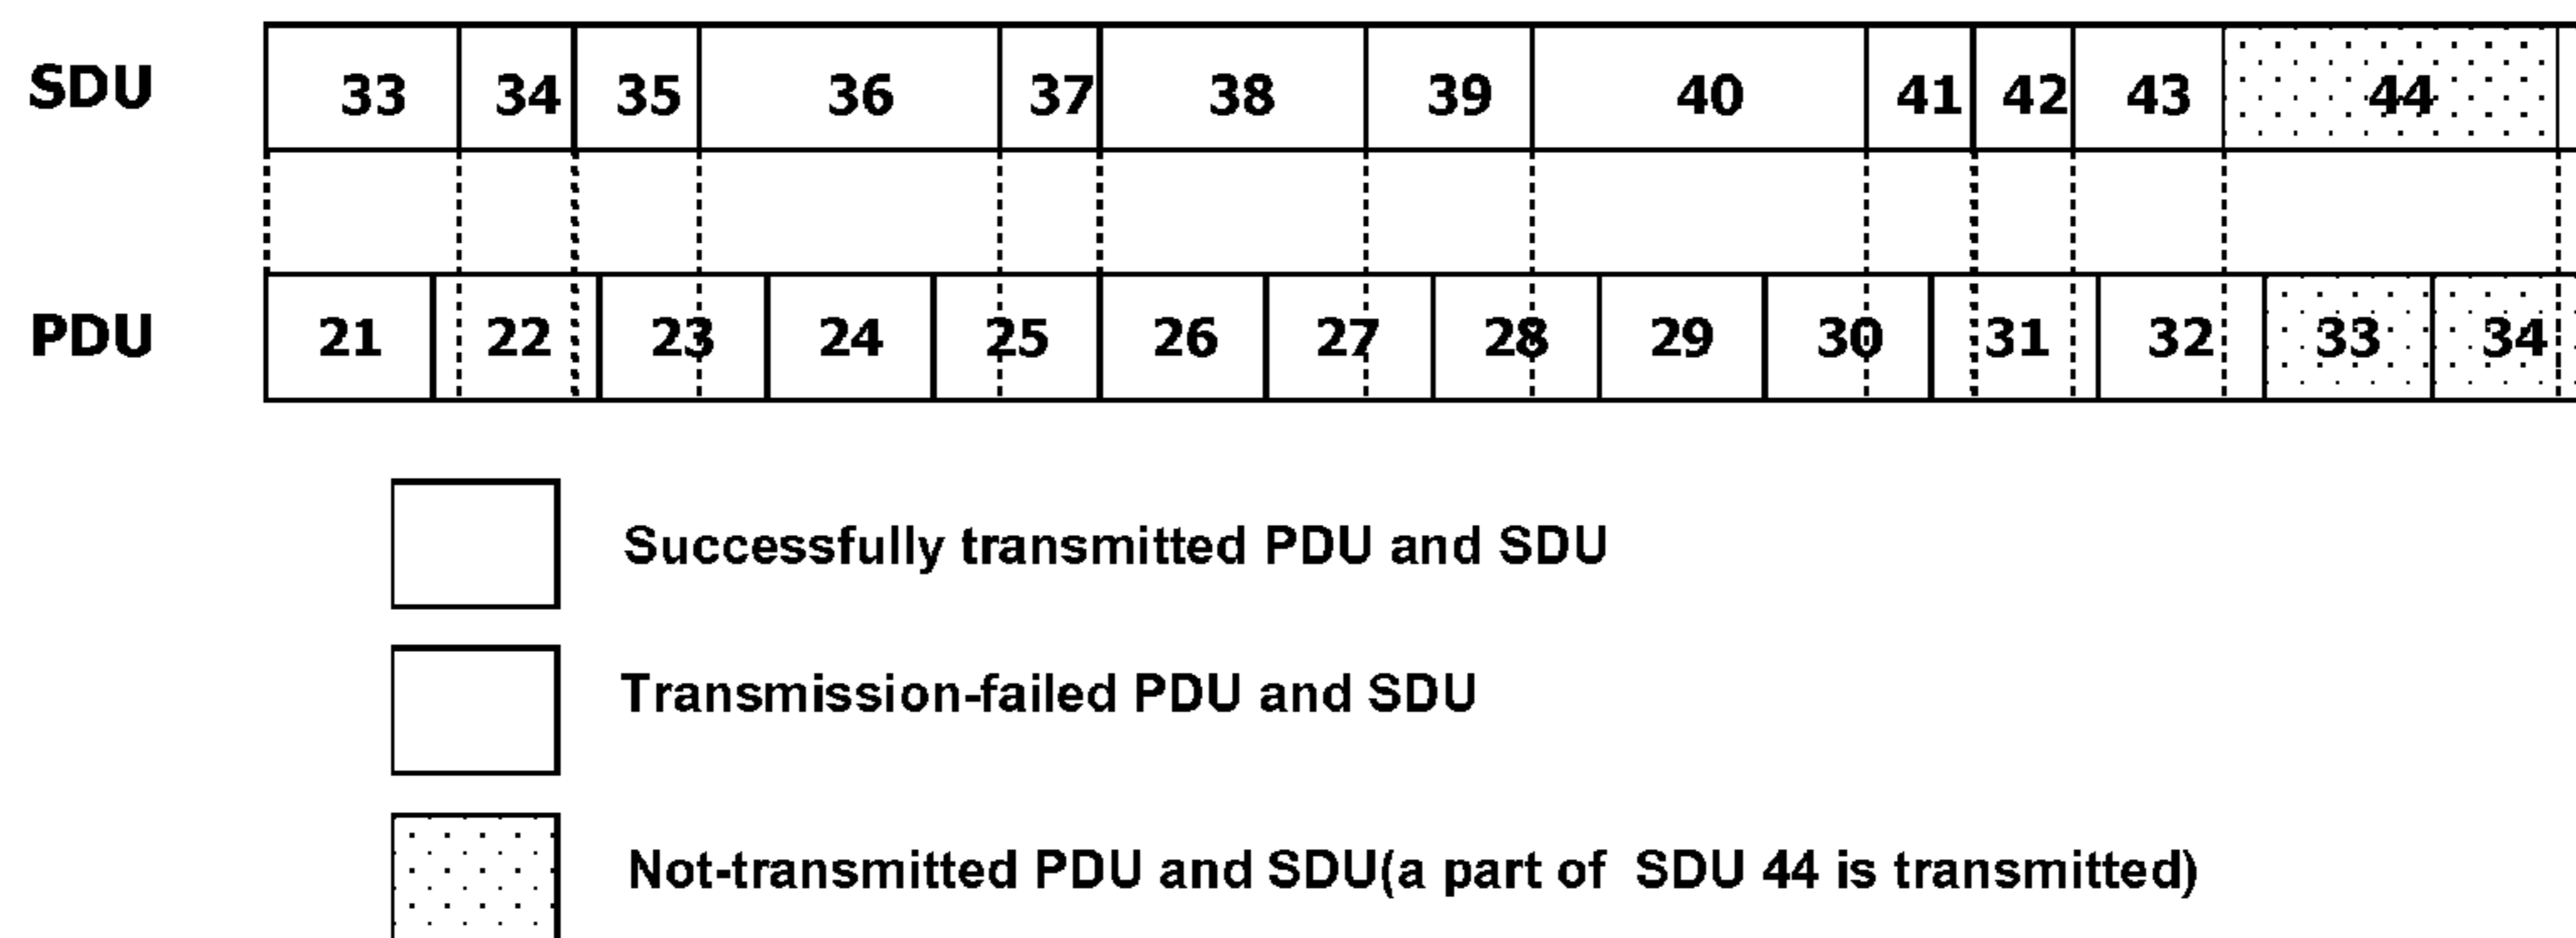 SDU 33 34 35 36 37 38 39 40 41 42 43 44
PDU 21 22 23 24 25 26 27 28 29 30 31 32 33 34
Successfully transmitted PDU and SDU
Transmission-failed PDU and SDU
Not-transmitted PDU and SDU(a part of SDU 44 is transmitted)